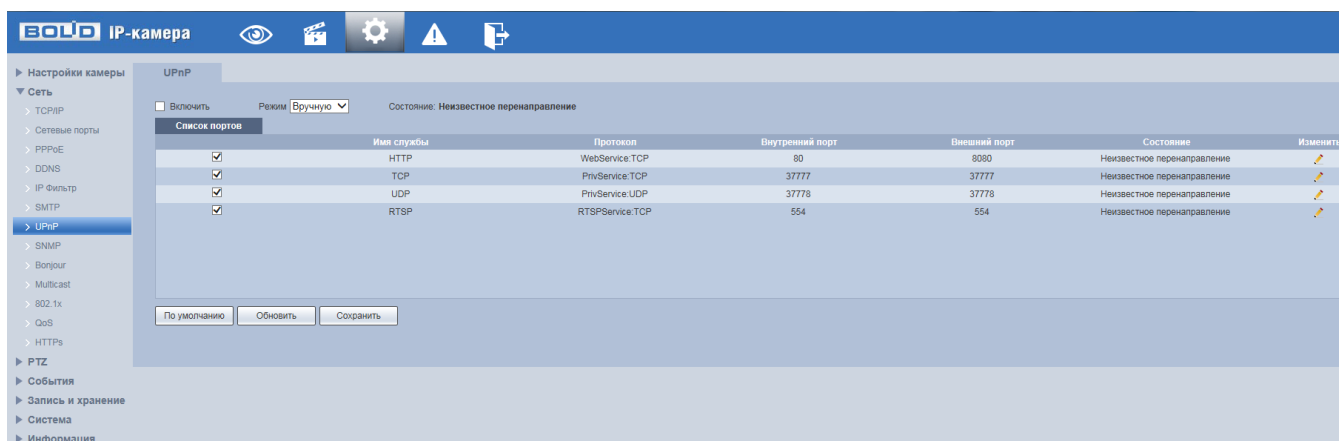 BOLID IP-камера
Настройки камеры
Сеть
TCP/IP
Сетевые порты
PPPoE
DDNS
IP Фильтр
SMTP
UPnP
SNMP
Bonjour
Multicast
802.1x
QoS
HTTPs
PTZ
События
Запись и хранение
Система
Информация
UPnP
Включить Режим Вручную Состояние: Неизвестное перенаправление
Список портов
Имя службы Протокол Внутренний порт Внешний порт Состояние Изменить
HTTP WebService:TCP 80 8080 Неизвестное перенаправление
TCP PrivService:TCP 37777 37777 Неизвестное перенаправление
UDP PrivService:UDP 37778 37778 Неизвестное перенаправление
RTSP RTSPService:TCP 554 554 Неизвестное перенаправление
По умолчанию Обновить Сохранить